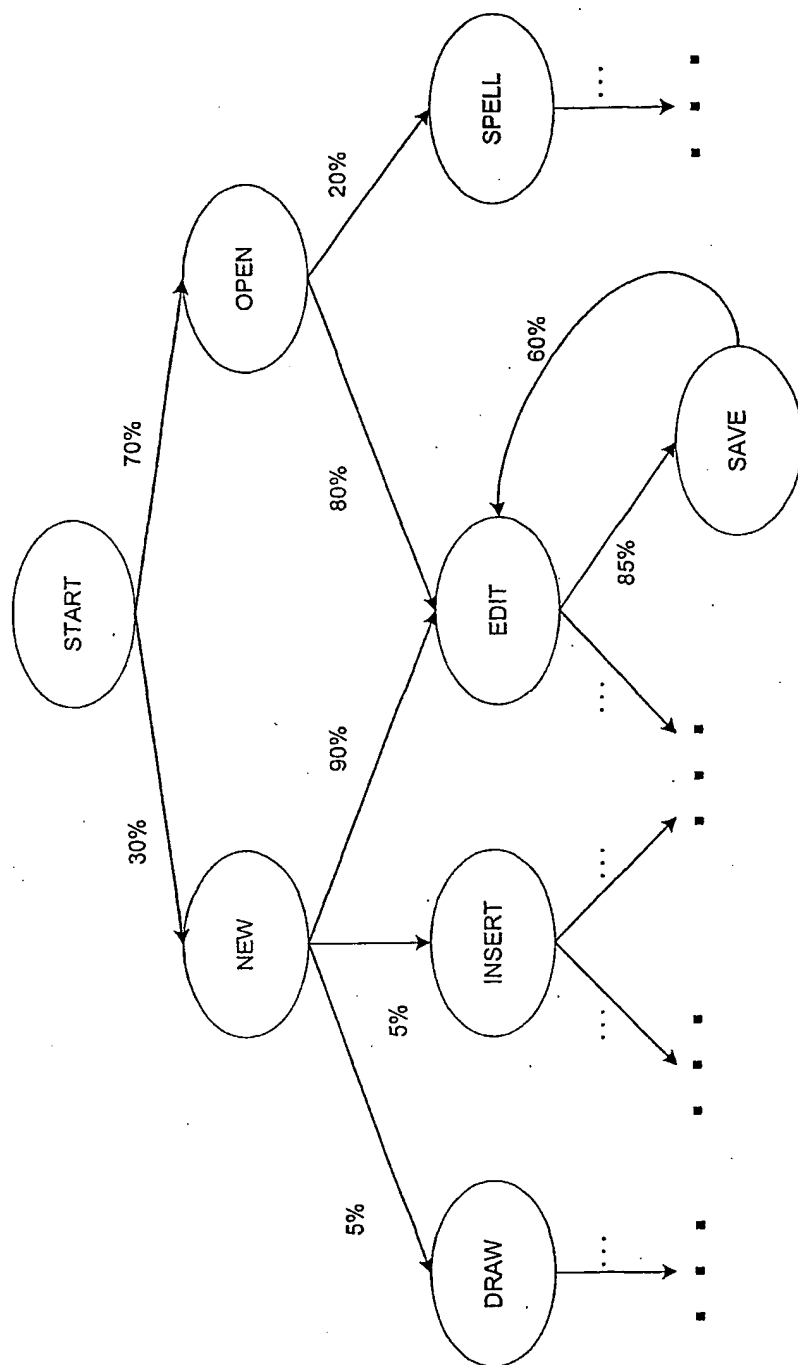 START
30%
70%
NEW
OPEN
5%
5%
90%
80%
20%
DRAW
INSERT
EDIT
SPELL
...
...
...
...
85%
60%
...
SAVE